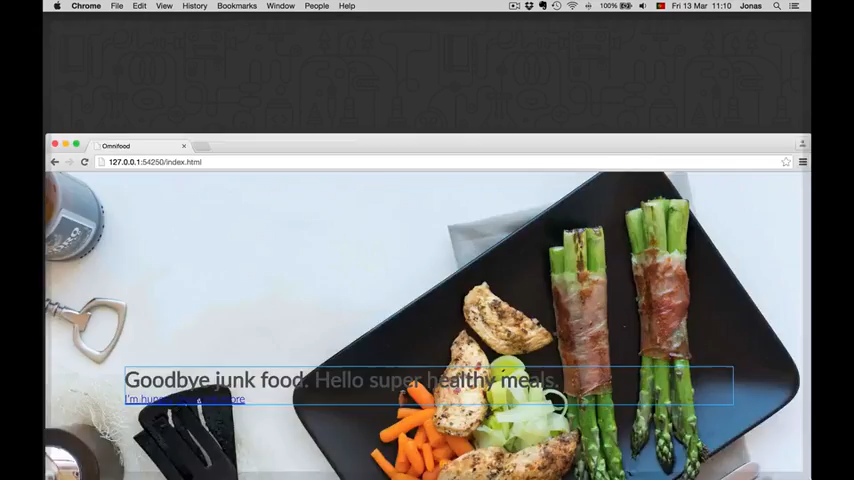 Chrome File Edit View History Bookmarks Window People Help 100% Fri 13 Mar 11:10 Jonas
Omnifood
127.0.0.1:54250/index.html
Goodbye junk food. Hello super healthy meals.
I'm hungry